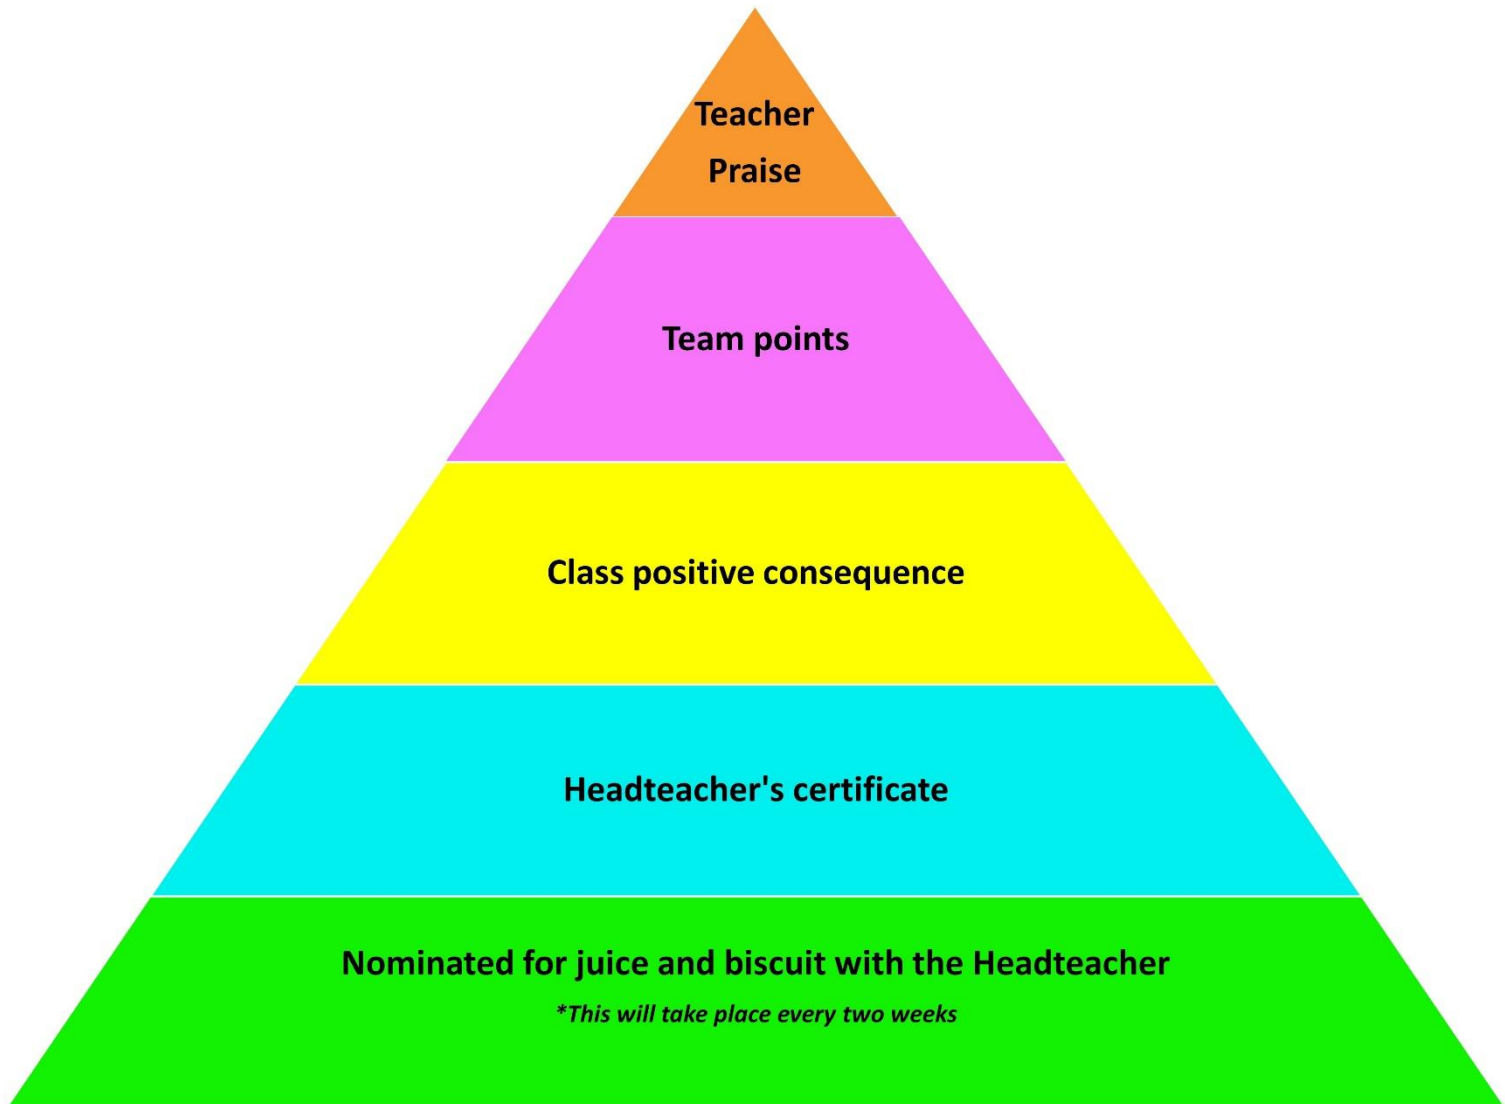 Teacher
Praise
Team points
Class positive consequence
Headteacher's certificate
Nominated for juice and biscuit with the Headteacher
*This will take place every two weeks